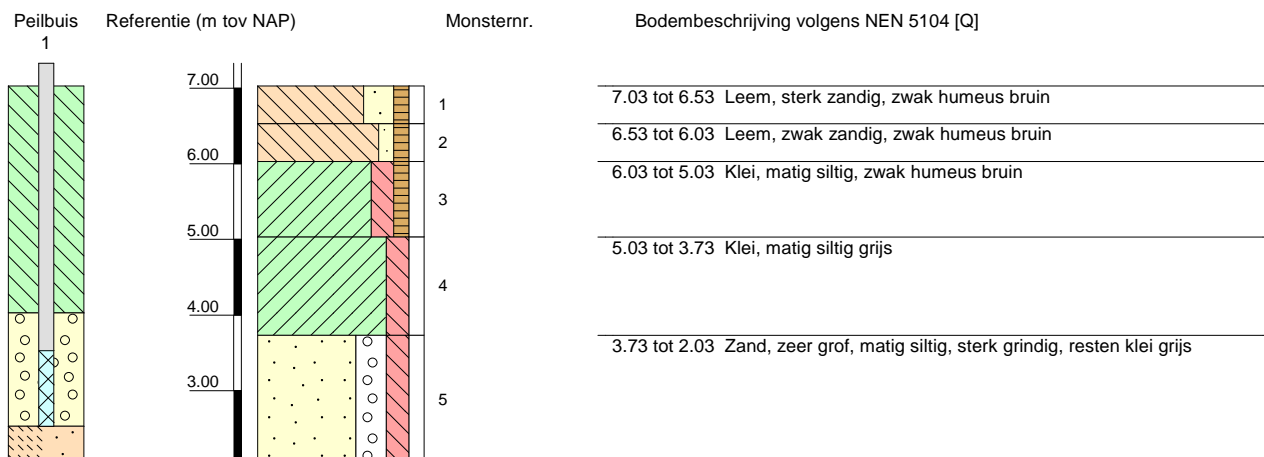 Peilbuis Referentie (m tov NAP) Monsternr. Bodembeschrijving volgens NEN 5104 [Q]
1
7.00
1 7.03 tot 6.53 Leem, sterk zandig, zwak humeus bruin
2 6.53 tot 6.03 Leem, zwak zandig, zwak humeus bruin
6.00
3 6.03 tot 5.03 Klei, matig siltig, zwak humeus bruin
5.00
4 5.03 tot 3.73 Klei, matig siltig grijs
4.00
3.73 tot 2.03 Zand, zeer grof, matig siltig, sterk grindig, resten klei grijs
3.00
5